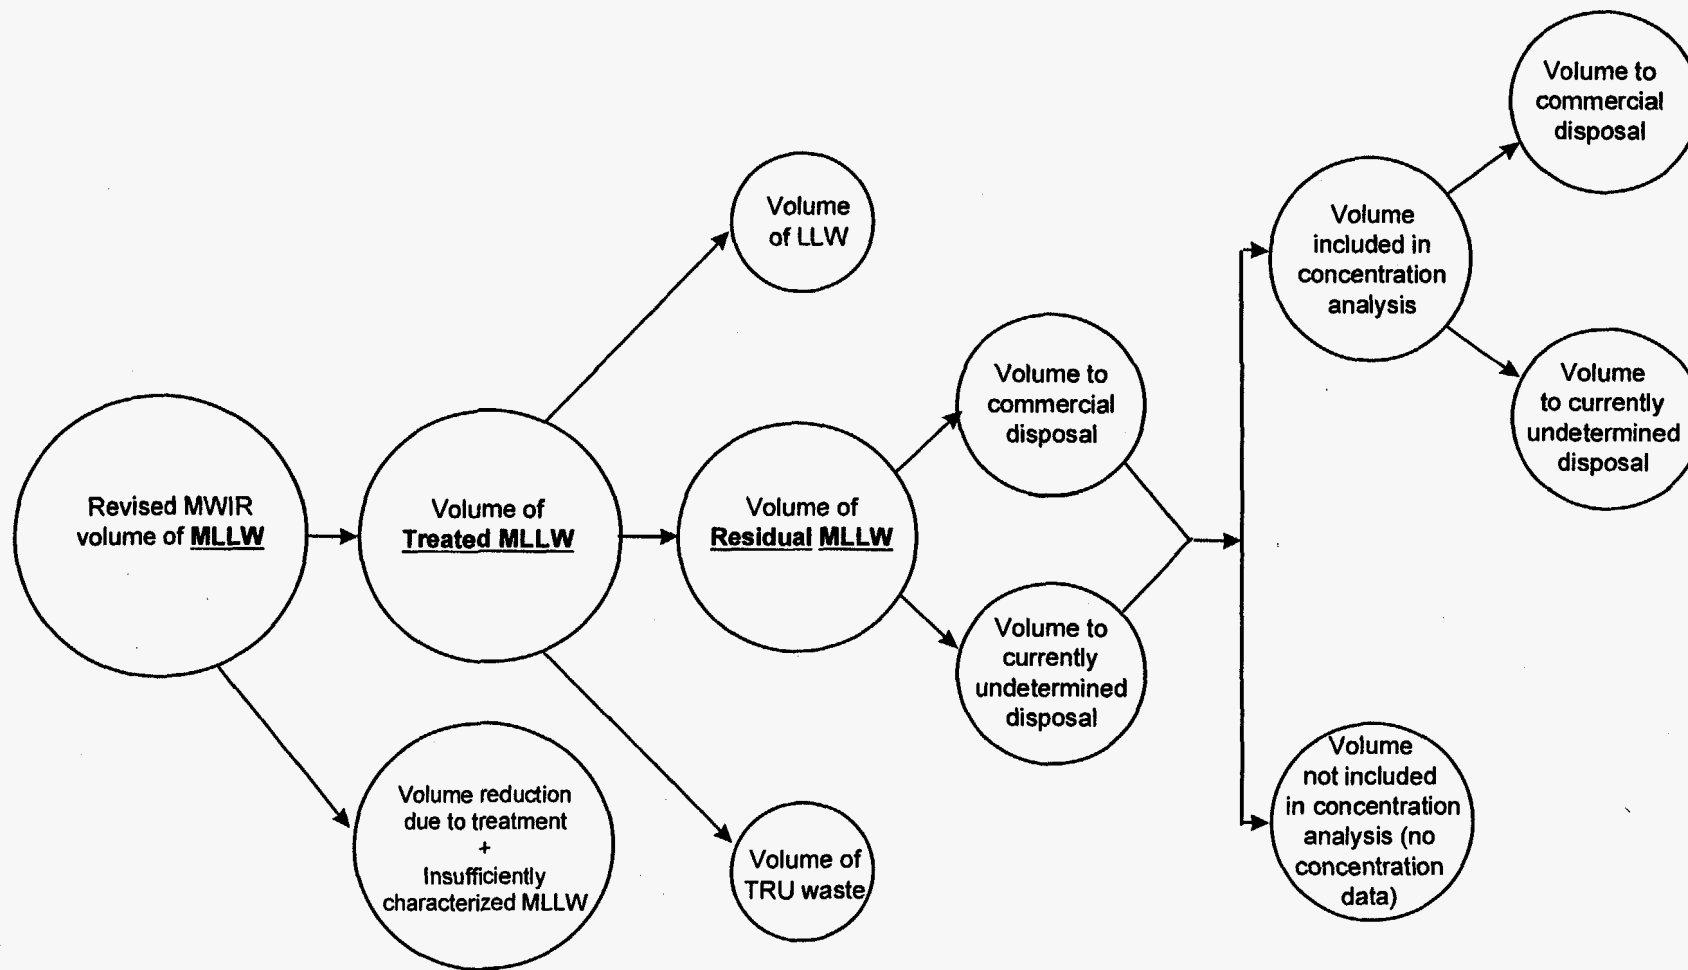 Revised MWIR
volume of MLLW
Volume reduction
due to treatment
+
Insufficiently
characterized MLLW
Volume of
Treated MLLW
Volume
of LLW
Volume of
TRU waste
Volume of
Residual MLLW
Volume to
commercial
disposal
Volume to
currently
undetermined
disposal
Volume
included in
concentration
analysis
Volume
not included
in concentration
analysis (no
concentration
data)
Volume to
commercial
disposal
Volume
to currently
undetermined
disposal